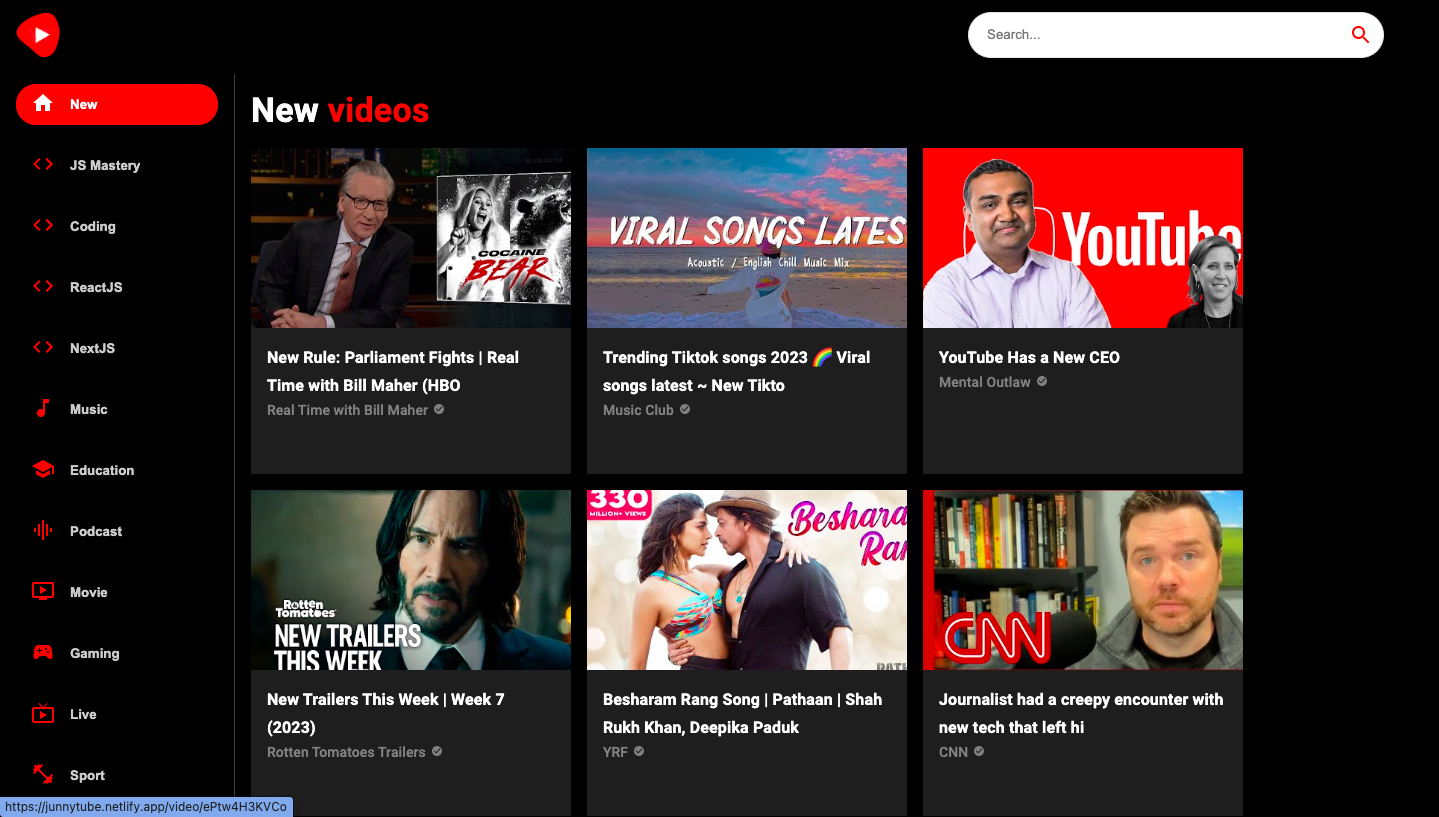 Search...
New
JS Mastery
Coding
ReactJS
NextJS
Music
Education
Podcast
Movie
Gaming
Live
Sport
New videos
COCAINE
BEAR
VIRAL SONGS LATES
Acoustic / English Chill Music Mix
YouTube
New Rule: Parliament Fights | Real
Time with Bill Maher (HBO
Real Time with Bill Maher
Trending Tiktok songs 2023 🌈 Viral
songs latest ~ New Tikto
Music Club
YouTube Has a New CEO
Mental Outlaw
Rotten
Tomatoes
NEW TRAILERS
THIS WEEK
330
MILLION+ VIEWS
Beshara
Ran
PATH
CNN
New Trailers This Week | Week 7
(2023)
Rotten Tomatoes Trailers
Besharam Rang Song | Pathaan | Shah
Rukh Khan, Deepika Paduk
YRF
Journalist had a creepy encounter with
new tech that left hi
CNN
https://junnytube.netlify.app/video/ePtw4H3KVCo